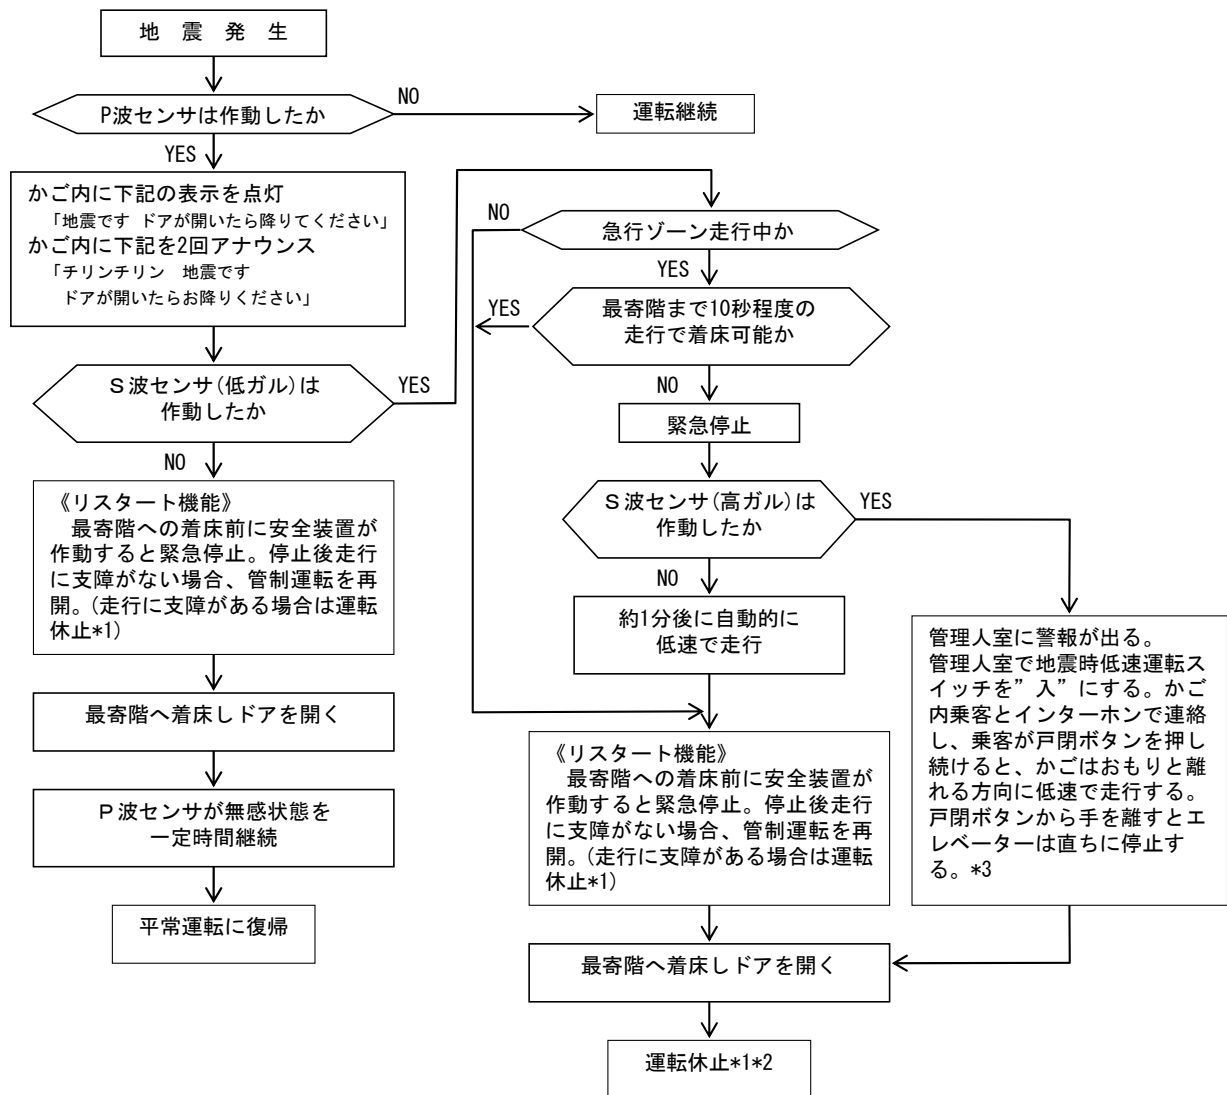 地 震 発 生
P波センサは作動したか
NO
運転継続
YES
かご内に下記の表示を点灯
「地震です ドアが開いたら降りてください」
かご内に下記を2回アナウンス
「チリンチリン 地震です
ドアが開いたらお降りください」
S波センサ(低ガル)は
作動したか
YES
NO
《リスタート機能》
最寄階への着床前に安全装置が
作動すると緊急停止。停止後走行
に支障がない場合、管制運転を再
開。(走行に支障がある場合は運転
休止*1)
最寄階へ着床しドアを開く
P波センサが無感状態を
一定時間継続
平常運転に復帰
急行ゾーン走行中か
NO
YES
最寄階まで10秒程度の
走行で着床可能か
YES
NO
緊急停止
S波センサ(高ガル)は
作動したか
YES
NO
約1分後に自動的に
低速で走行
《リスタート機能》
最寄階への着床前に安全装置が
作動すると緊急停止。停止後走行
に支障がない場合、管制運転を再
開。(走行に支障がある場合は運転
休止*1)
管理人室に警報が出る。
管理人室で地震時低速運転ス
イッチを”入”にする。かご
内乗客とインターホンで連絡
し、乗客が戸閉ボタンを押し
続けると、かごはおもりと離
れる方向に低速で走行する。
戸閉ボタンから手を離すとエ
レベーターは直ちに停止す
る。*3
最寄階へ着床しドアを開く
運転休止*1*2